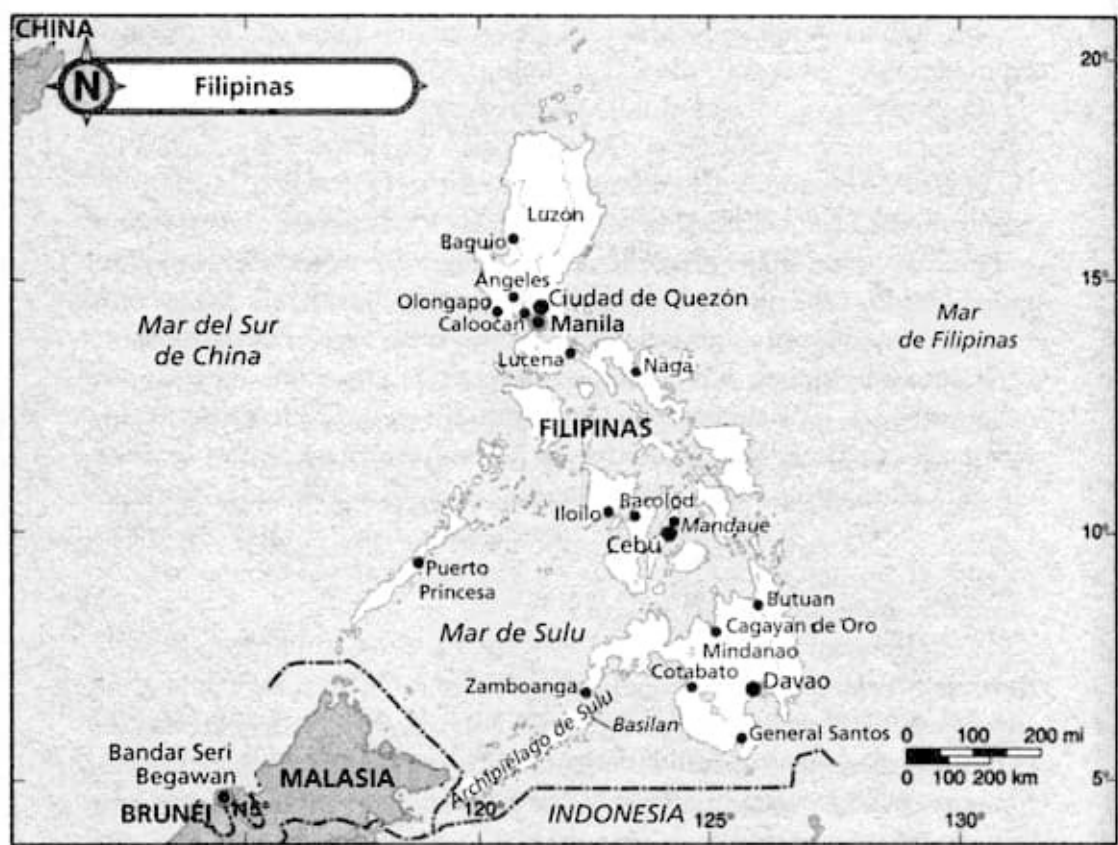 CHINA
N
Filipinas
20°
Luzón
Baguio
15°
Ángeles
Olongapo
Ciudad de Quezón
Caloocan
Manila
Mar del Sur
de China
Mar
de Filipinas
Lucena
Naga
FILIPINAS
Iloilo
Bacolod
Mandaue
Cebú
10°
Puerto
Princesa
Butuan
Mar de Sulu
Cagayan de Oro
Mindanao
Zamboanga
Cotabato
Davao
Archipiélago de Sulu
Basilan
General Santos
0 100 200 mi
0 100 200 km
Bandar Seri
Begawan
MALASIA
BRUNÉI
115°
120°
INDONESIA
125°
130°
5°